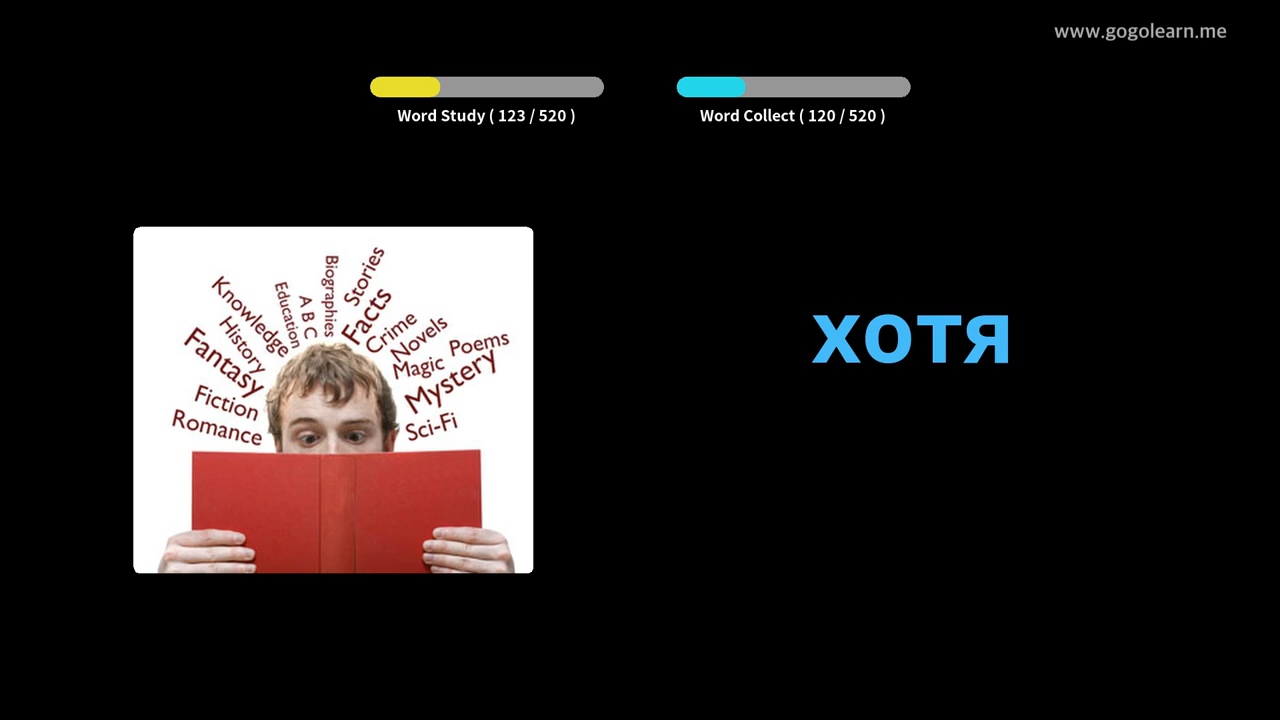 www.gogolearn.me
Word Study ( 123 / 520 )
Word Collect ( 120 / 520 )
Knowledge
History
Fantasy
Fiction
Romance
Education
A B C
Biographies
Stories
Facts
Crime
Novels
Magic
Poems
Mystery
Sci-Fi
хотя